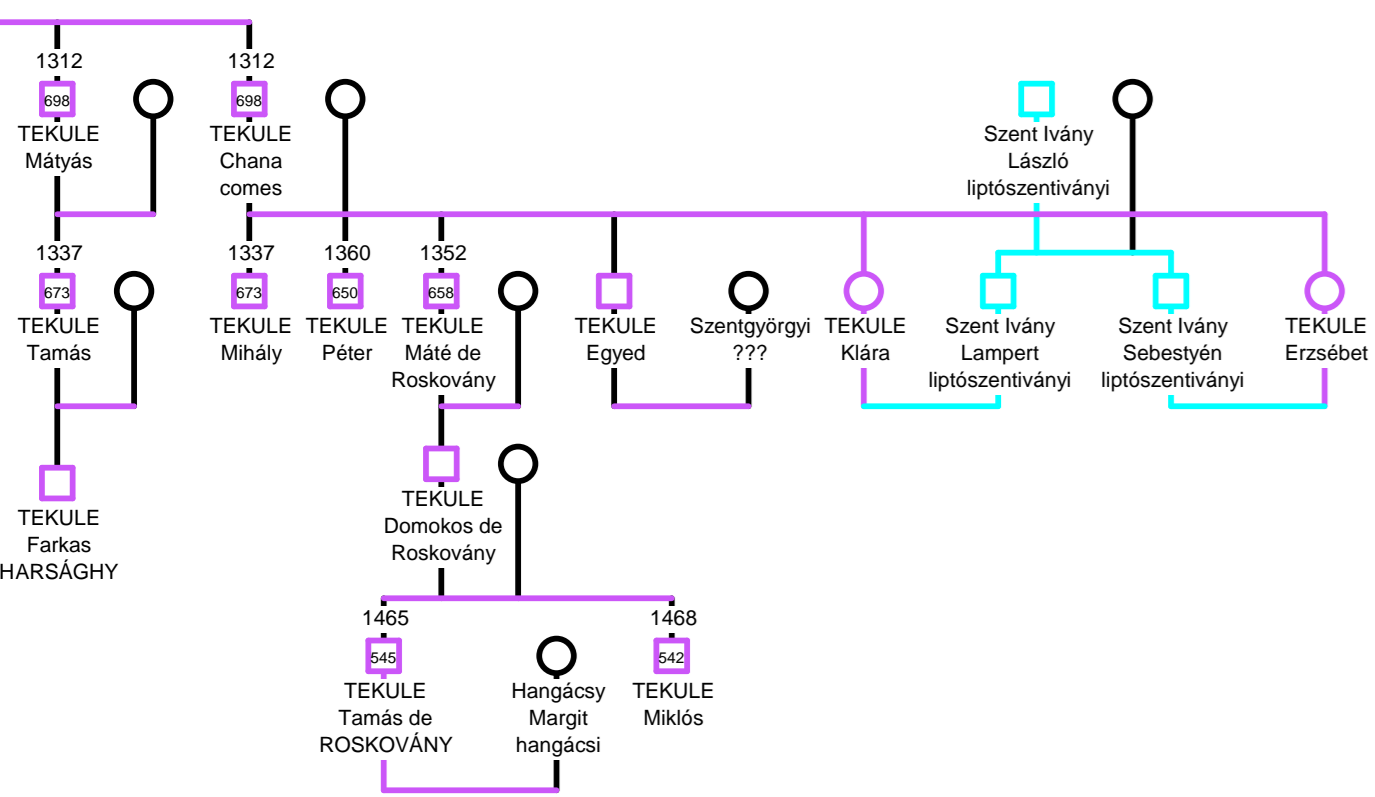 1312
698
TEKULE
Mátyás
1312
698
TEKULE
Chana
comes
Szent Ivány
László
liptószentiványi
1337
673
TEKULE
Tamás
1337
673
TEKULE
Mihály
1360
650
TEKULE
Péter
1352
658
TEKULE
Máté de
Roskovány
TEKULE
Egyed
Szentgyörgyi
???
TEKULE
Klára
Szent Ivány
Lampert
liptószentiványi
Szent Ivány
Sebestyén
liptószentiványi
TEKULE
Erzsébet
TEKULE
Farkas
HARSÁGHY
TEKULE
Domokos de
Roskovány
1465
545
TEKULE
Tamás de
ROSKOVÁNY
Hangácsy
Margit
hangácsi
1468
542
TEKULE
Miklós